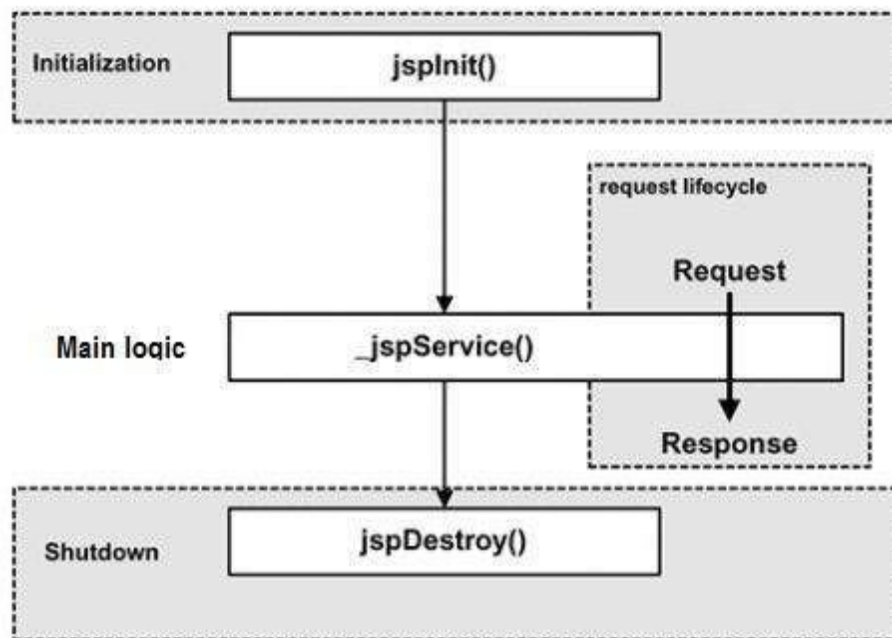 Initialization
jspInit()
request lifecycle
Request
Main logic
_jspService()
Response
Shutdown
jspDestroy()